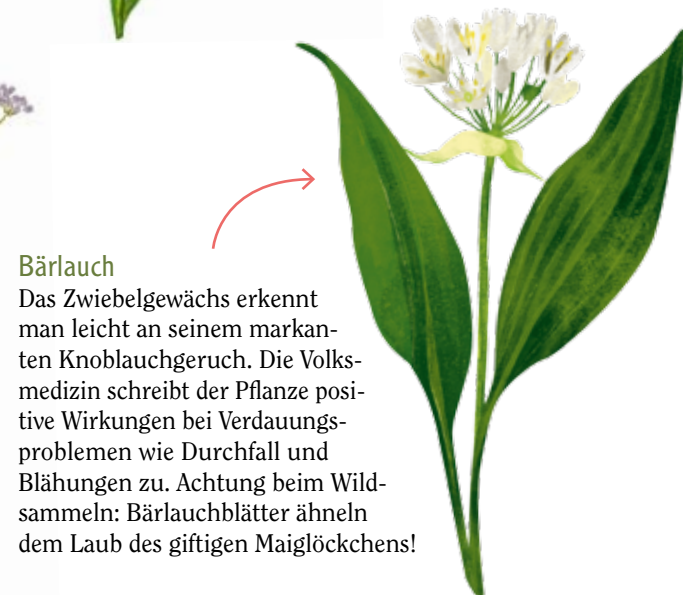 Bärlauch
Das Zwiebelgewächs erkennt
man leicht an seinem markan-
ten Knoblauchgeruch. Die Volks-
medizin schreibt der Pflanze posi-
tive Wirkungen bei Verdauungs-
problemen wie Durchfall und
Blähungen zu. Achtung beim Wild-
sammeln: Bärlauchblätter ähneln
dem Laub des giftigen Maiglöckchens!